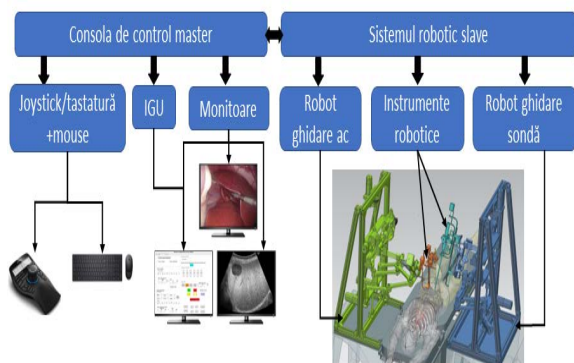 Consola de control master
Sistemul robotic slave
Joystick/tastatură
+mouse
IGU
Monitoare
Robot
ghidare ac
Instrumente
robotice
Robot ghidare
sondă